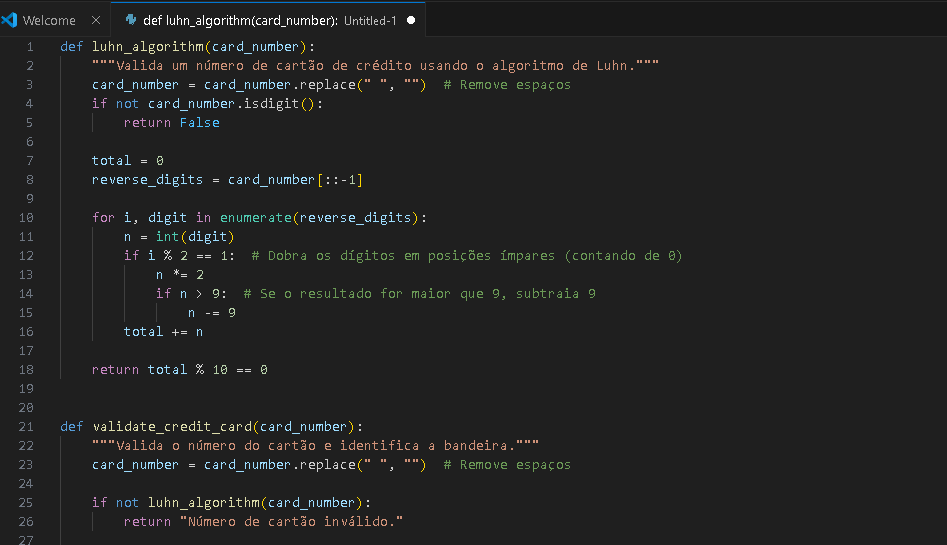 Welcome × def luhn_algorithm(card_number): Untitled-1 ●
1 def luhn_algorithm(card_number):
2     """Valida um número de cartão de crédito usando o algoritmo de Luhn."""
3     card_number = card_number.replace(" ", "")  # Remove espaços
4     if not card_number.isdigit():
5         return False
6
7     total = 0
8     reverse_digits = card_number[::-1]
9
10     for i, digit in enumerate(reverse_digits):
11         n = int(digit)
12         if i % 2 == 1:  # Dobra os dígitos em posições ímpares (contando de 0)
13             n *= 2
14             if n > 9:  # Se o resultado for maior que 9, subtraia 9
15                 n -= 9
16         total += n
17
18     return total % 10 == 0
19
20
21 def validate_credit_card(card_number):
22     """Valida o número do cartão e identifica a bandeira."""
23     card_number = card_number.replace(" ", "")  # Remove espaços
24
25     if not luhn_algorithm(card_number):
26         return "Número de cartão inválido."
27